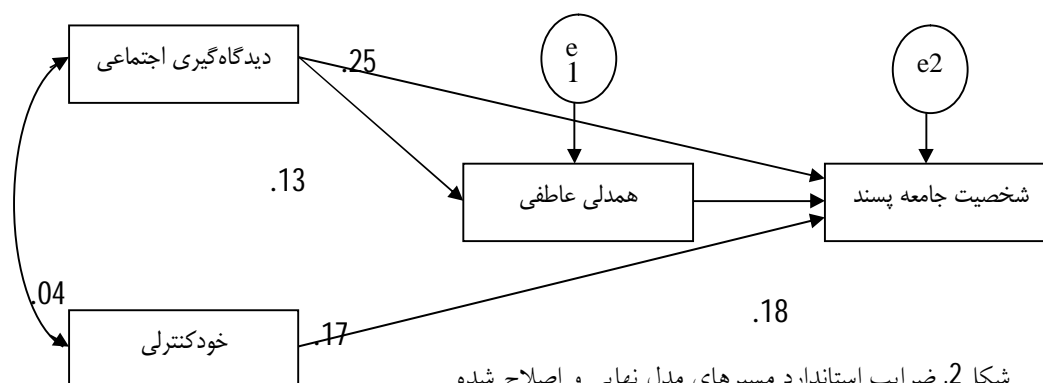 دیدگاه‌گیری اجتماعی
.25
e
1
e2
.13
همدلی عاطفی
شخصیت جامعه پسند
.04
.17
.18
خودکنترلی
شکل 2. ضرایب استاندارد مسیرهای مدل نهایی و اصلاح شده